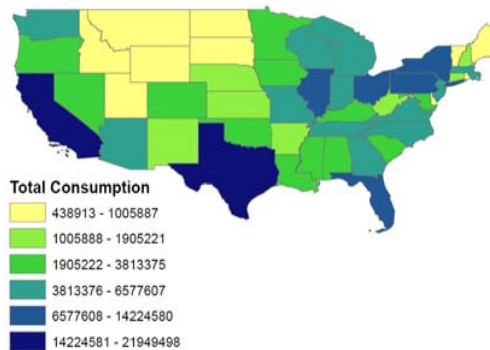 Total Consumption
438913 - 1005887
1005888 - 1905221
1905222 - 3813375
3813376 - 6577607
6577608 - 14224580
14224581 - 21949498